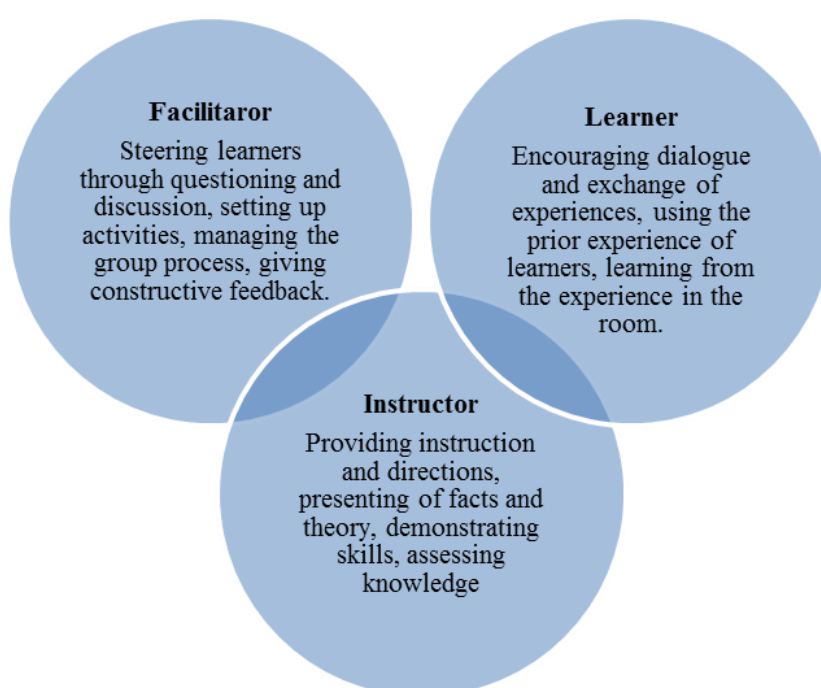 Facilitaror
Steering learners
through questioning and
discussion, setting up
activities, managing the
group process, giving
constructive feedback.
Learner
Encouraging dialogue
and exchange of
experiences, using the
prior experience of
learners, learning from
the experience in the
room.
Instructor
Providing instruction
and directions,
presenting of facts and
theory, demonstrating
skills, assessing
knowledge